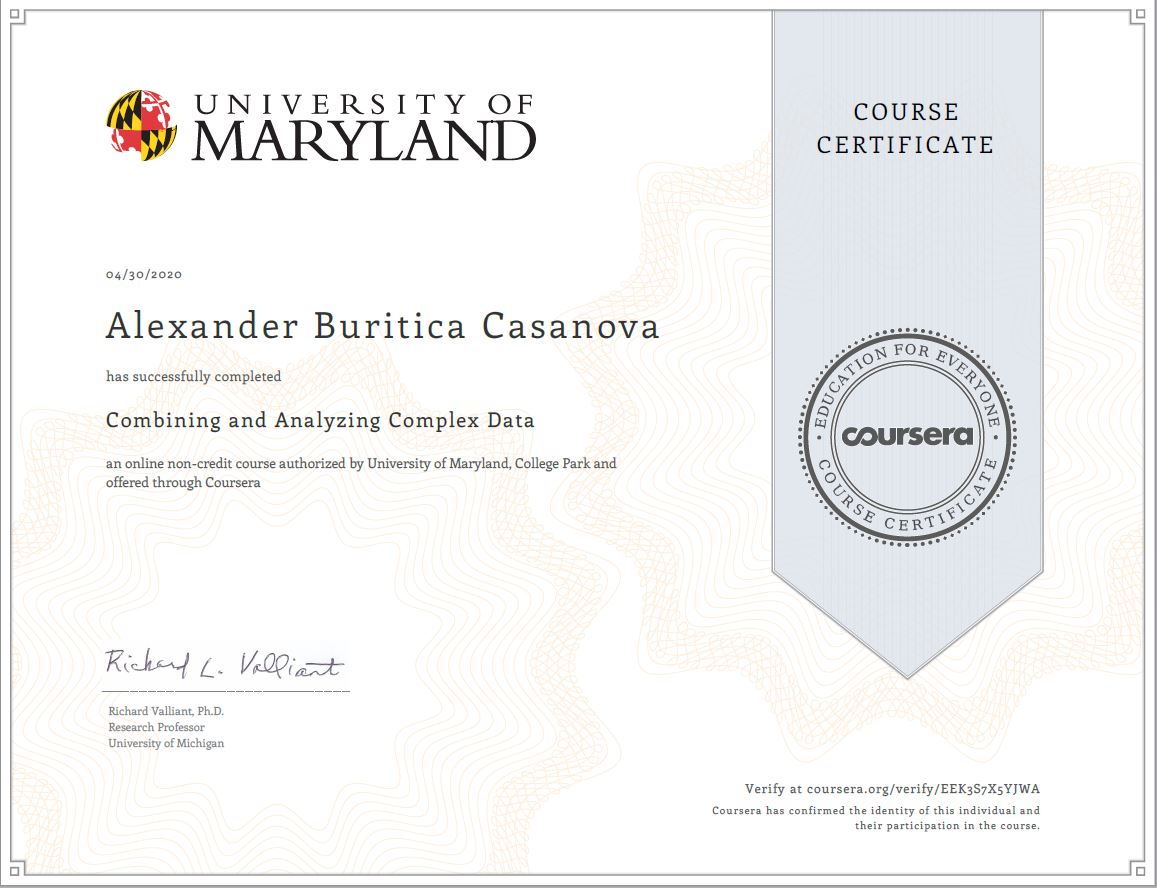 UNIVERSITY OF
MARYLAND
COURSE
CERTIFICATE
04/30/2020
Alexander Buritica Casanova
has successfully completed
Combining and Analyzing Complex Data
an online non-credit course authorized by University of Maryland, College Park and
offered through Coursera
EDUCATION FOR EVERYONE
coursera
COURSE CERTIFICATE
Richard L. Valliant
Richard Valliant, Ph.D.
Research Professor
University of Michigan
Verify at coursera.org/verify/EEK3S7X5YJWA
Coursera has confirmed the identity of this individual and
their participation in the course.